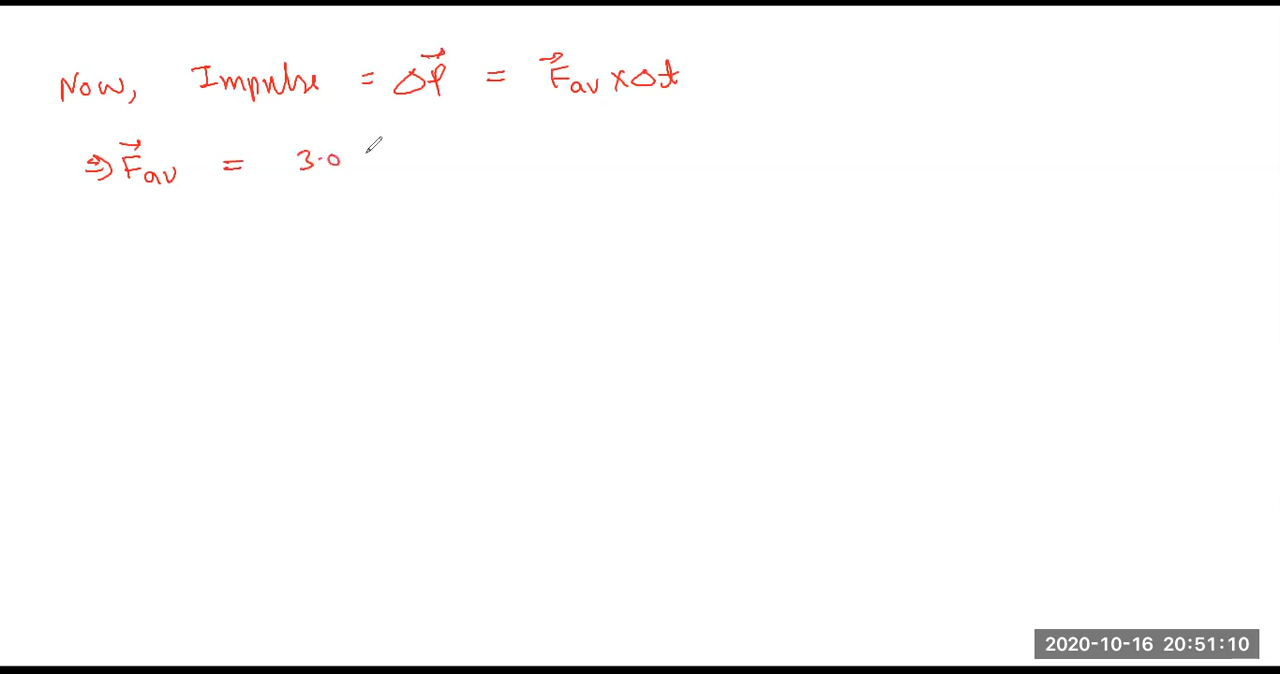 Now, Impulse = Δp⃗ = F⃗av × Δt
⇒ F⃗av = 3.0
2020-10-16 20:51:10